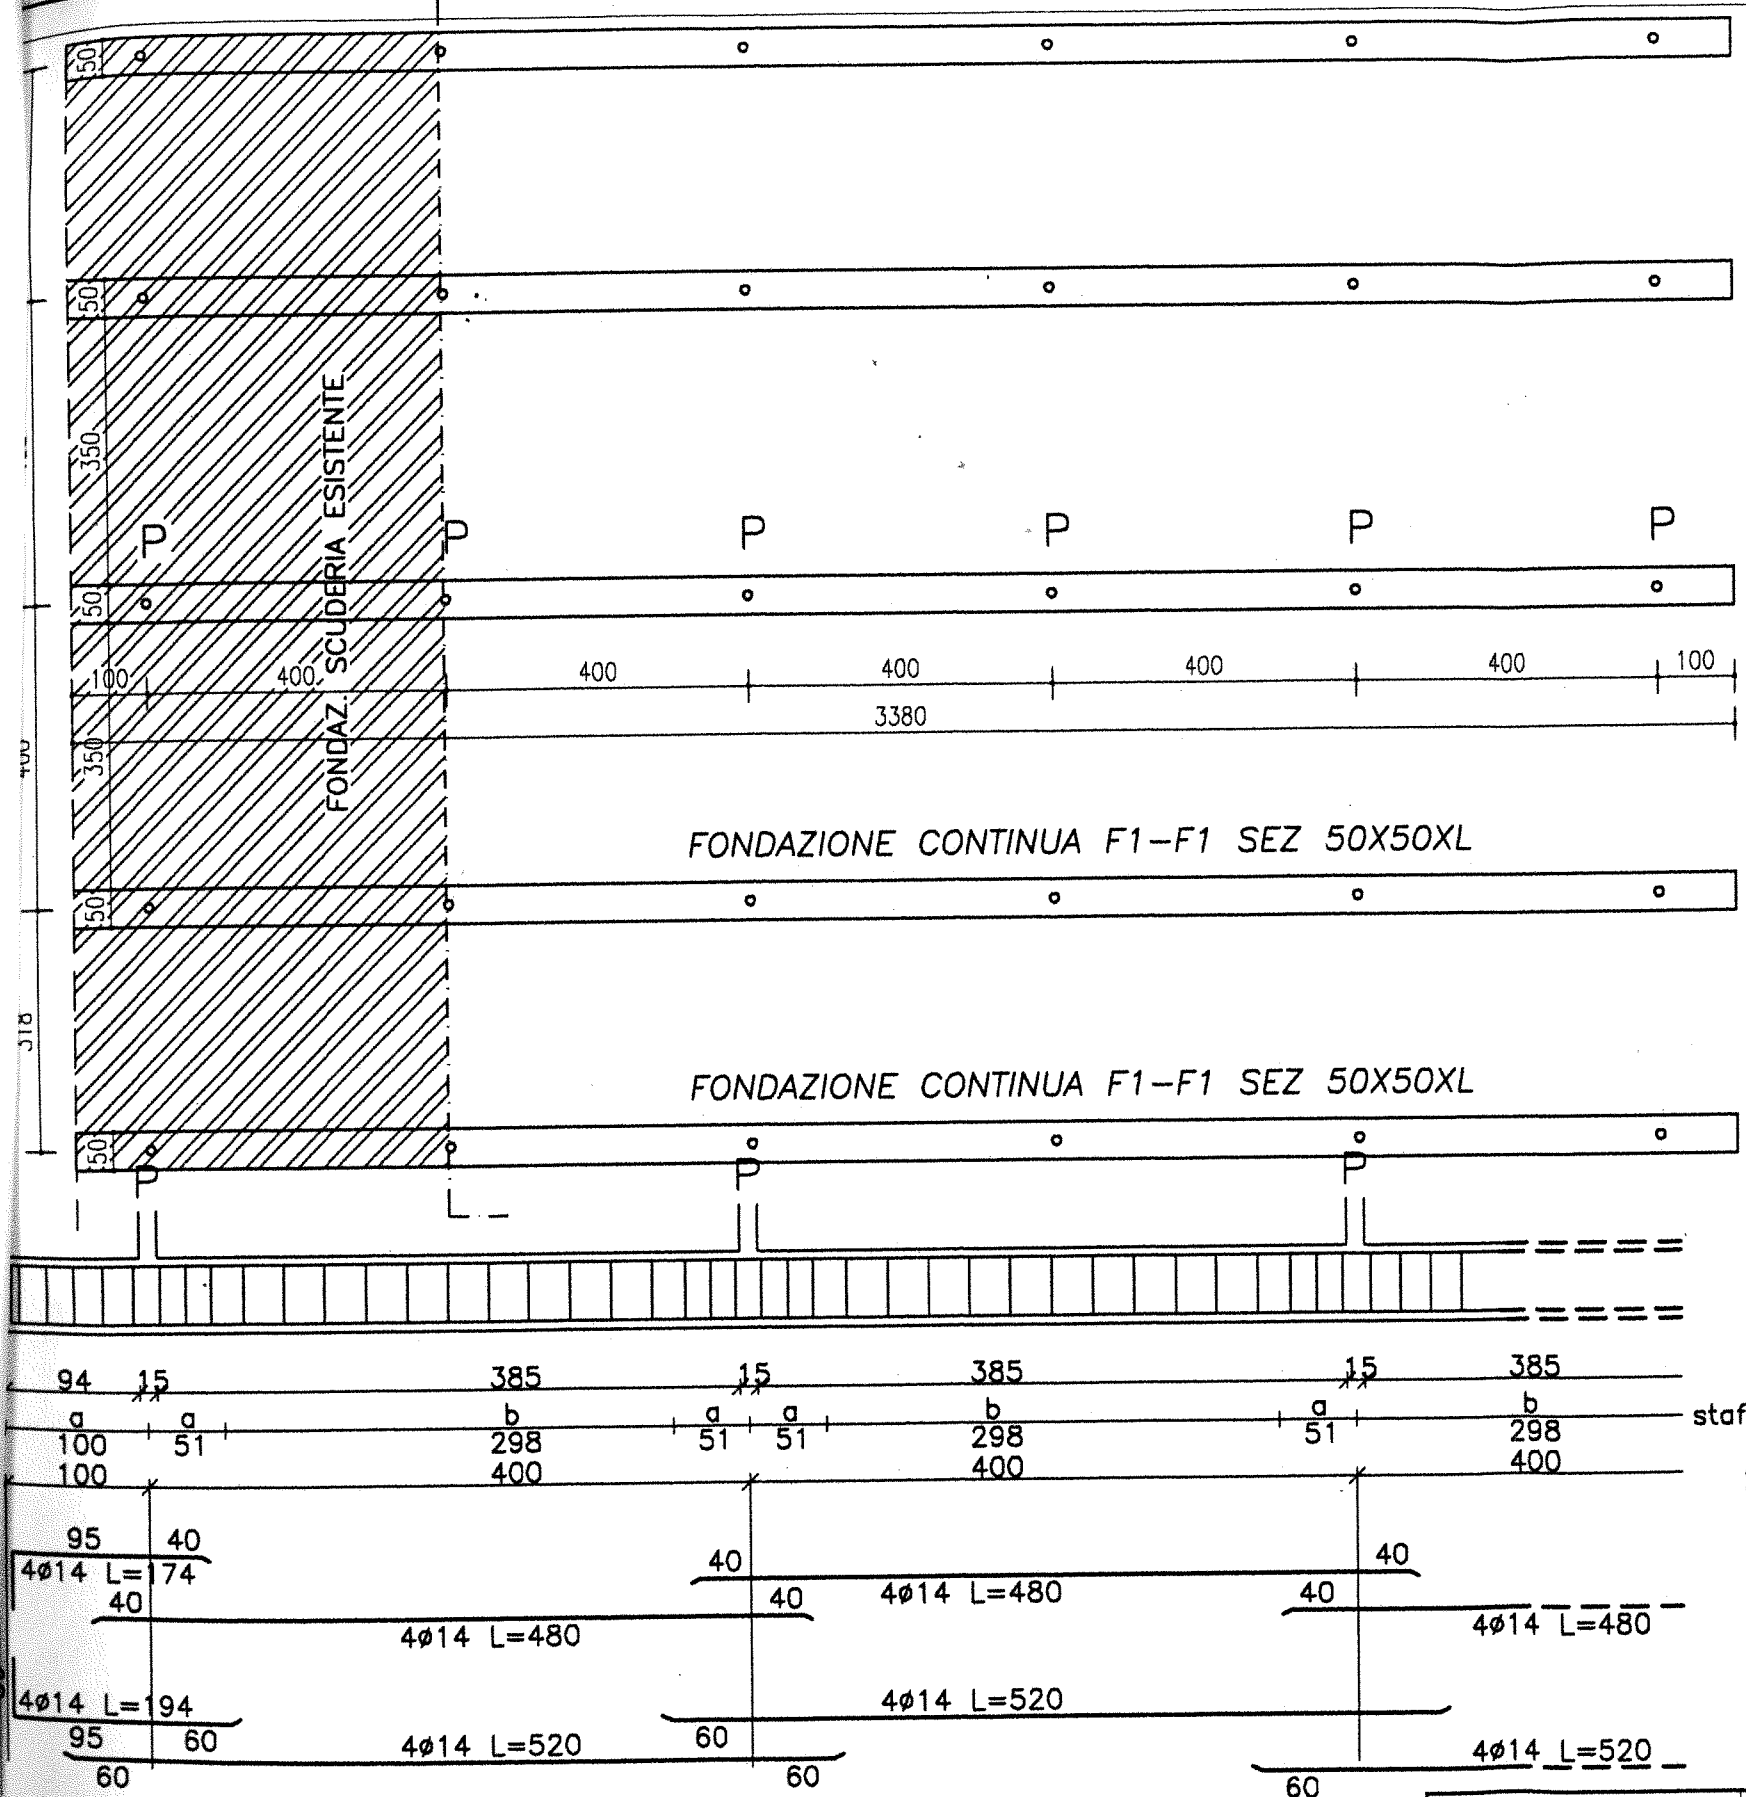 50
50
350
FONDAZ. SCUDERIA ESISTENTE
P P P P P P
50
100 400 400 400 400 400 100
3380
350
FONDAZIONE CONTINUA F1-F1 SEZ 50X50XL
50
318
FONDAZIONE CONTINUA F1-F1 SEZ 50X50XL
50
P P P
94 15 385 15 385 15 385
a a b a a b a b
100 51 298 51 51 298 51 298
staf
100 400 400 400
95 40
4ø14 L=174
40 40
4ø14 L=480
40 40
4ø14 L=480
40
4ø14 L=480
4ø14 L=194
95 60
4ø14 L=520
60
4ø14 L=520
60 60
4ø14 L=520
60